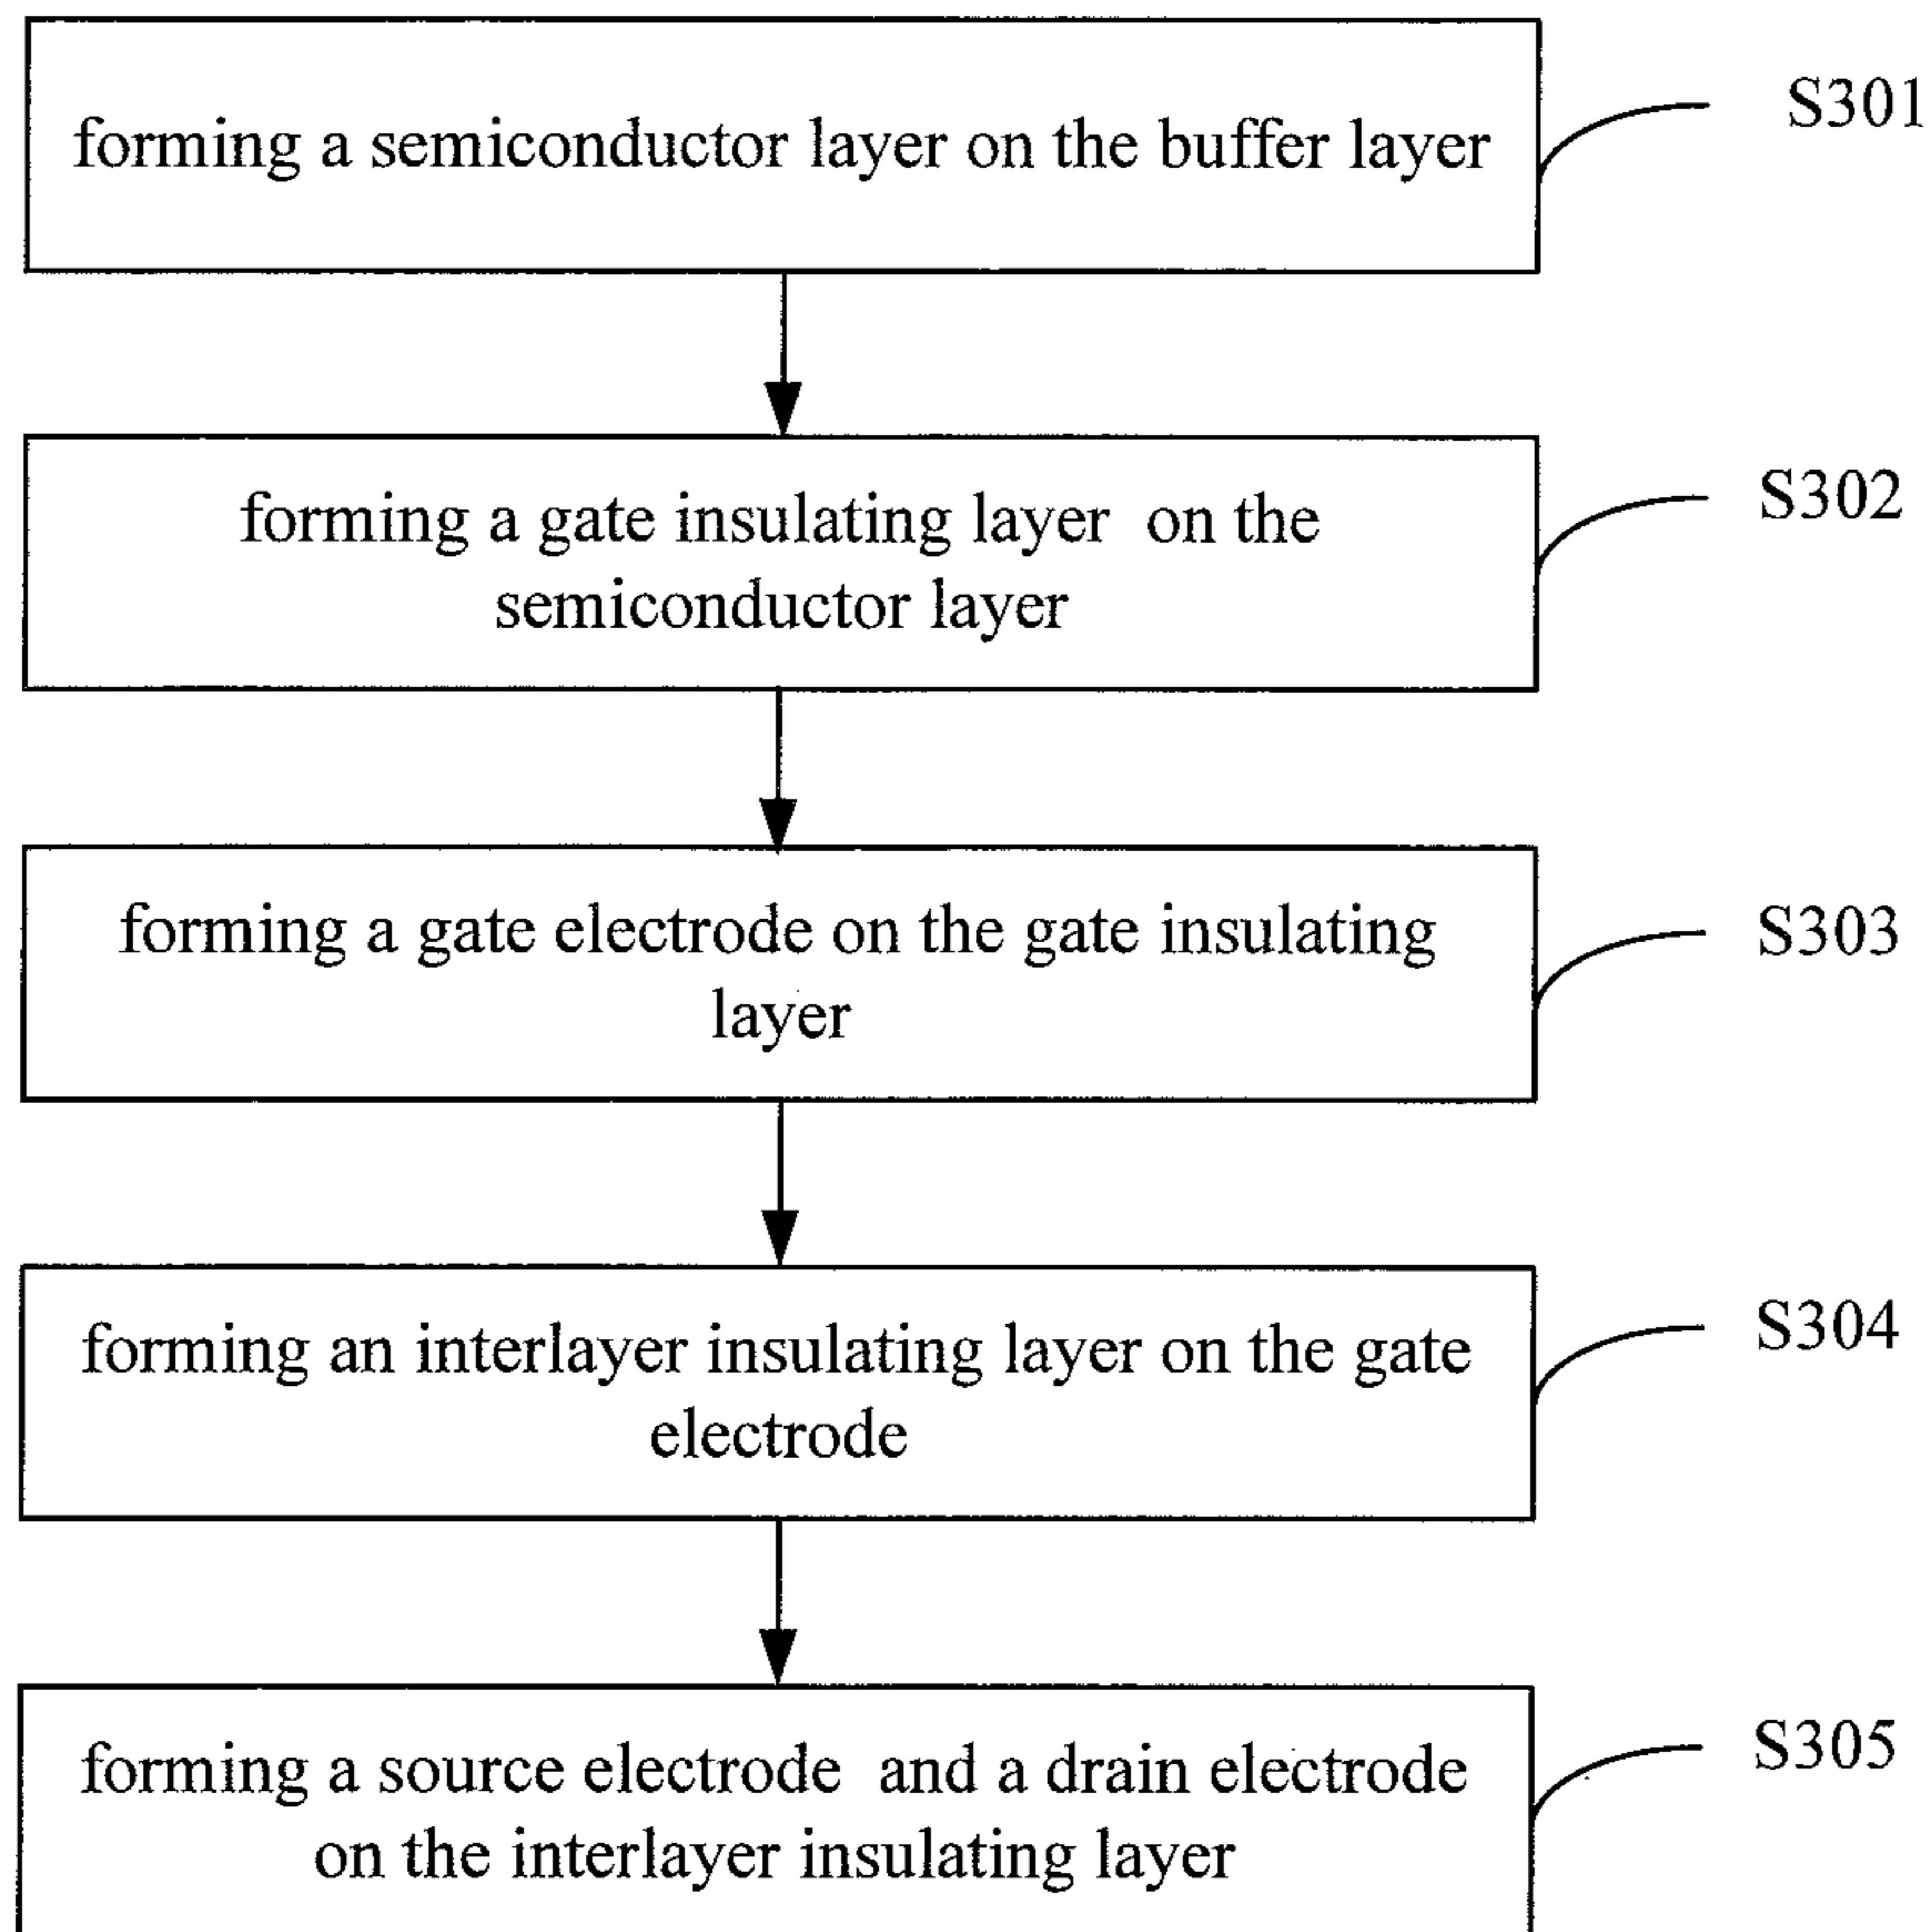 forming a semiconductor layer on the buffer layer
S301
forming a gate insulating layer on the
semiconductor layer
S302
forming a gate electrode on the gate insulating
layer
S303
forming an interlayer insulating layer on the gate
electrode
S304
forming a source electrode and a drain electrode
on the interlayer insulating layer
S305